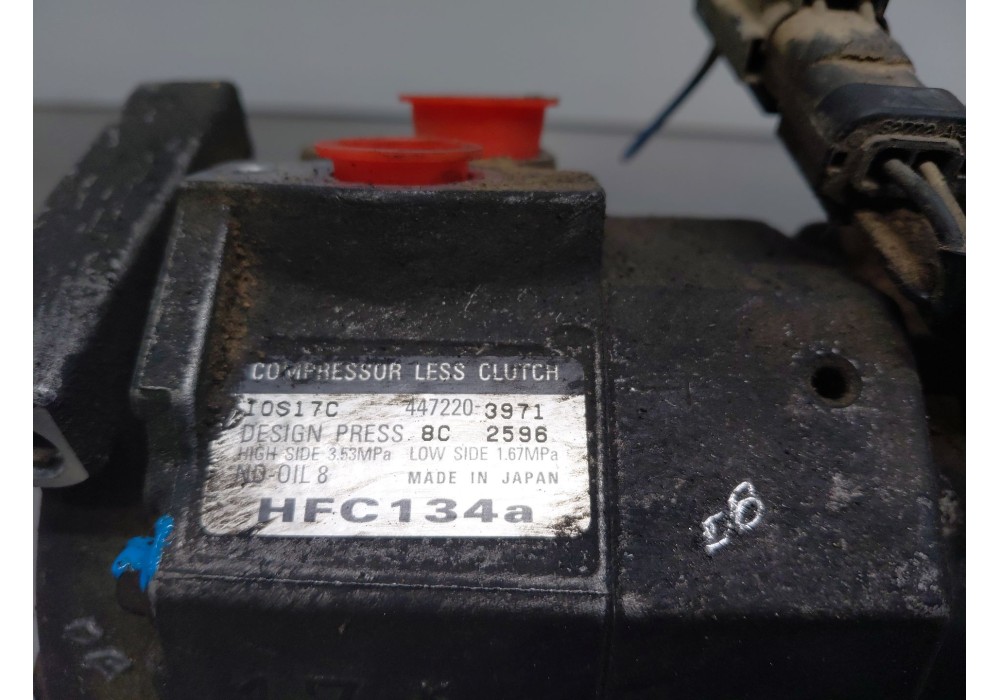 COMPRESSOR LESS CLUTCH
10S17C 447220-3971
DESIGN PRESS. 8C 2596
HIGH SIDE 3.53MPa LOW SIDE 1.67MPa
ND-OIL 8 MADE IN JAPAN
HFC134a